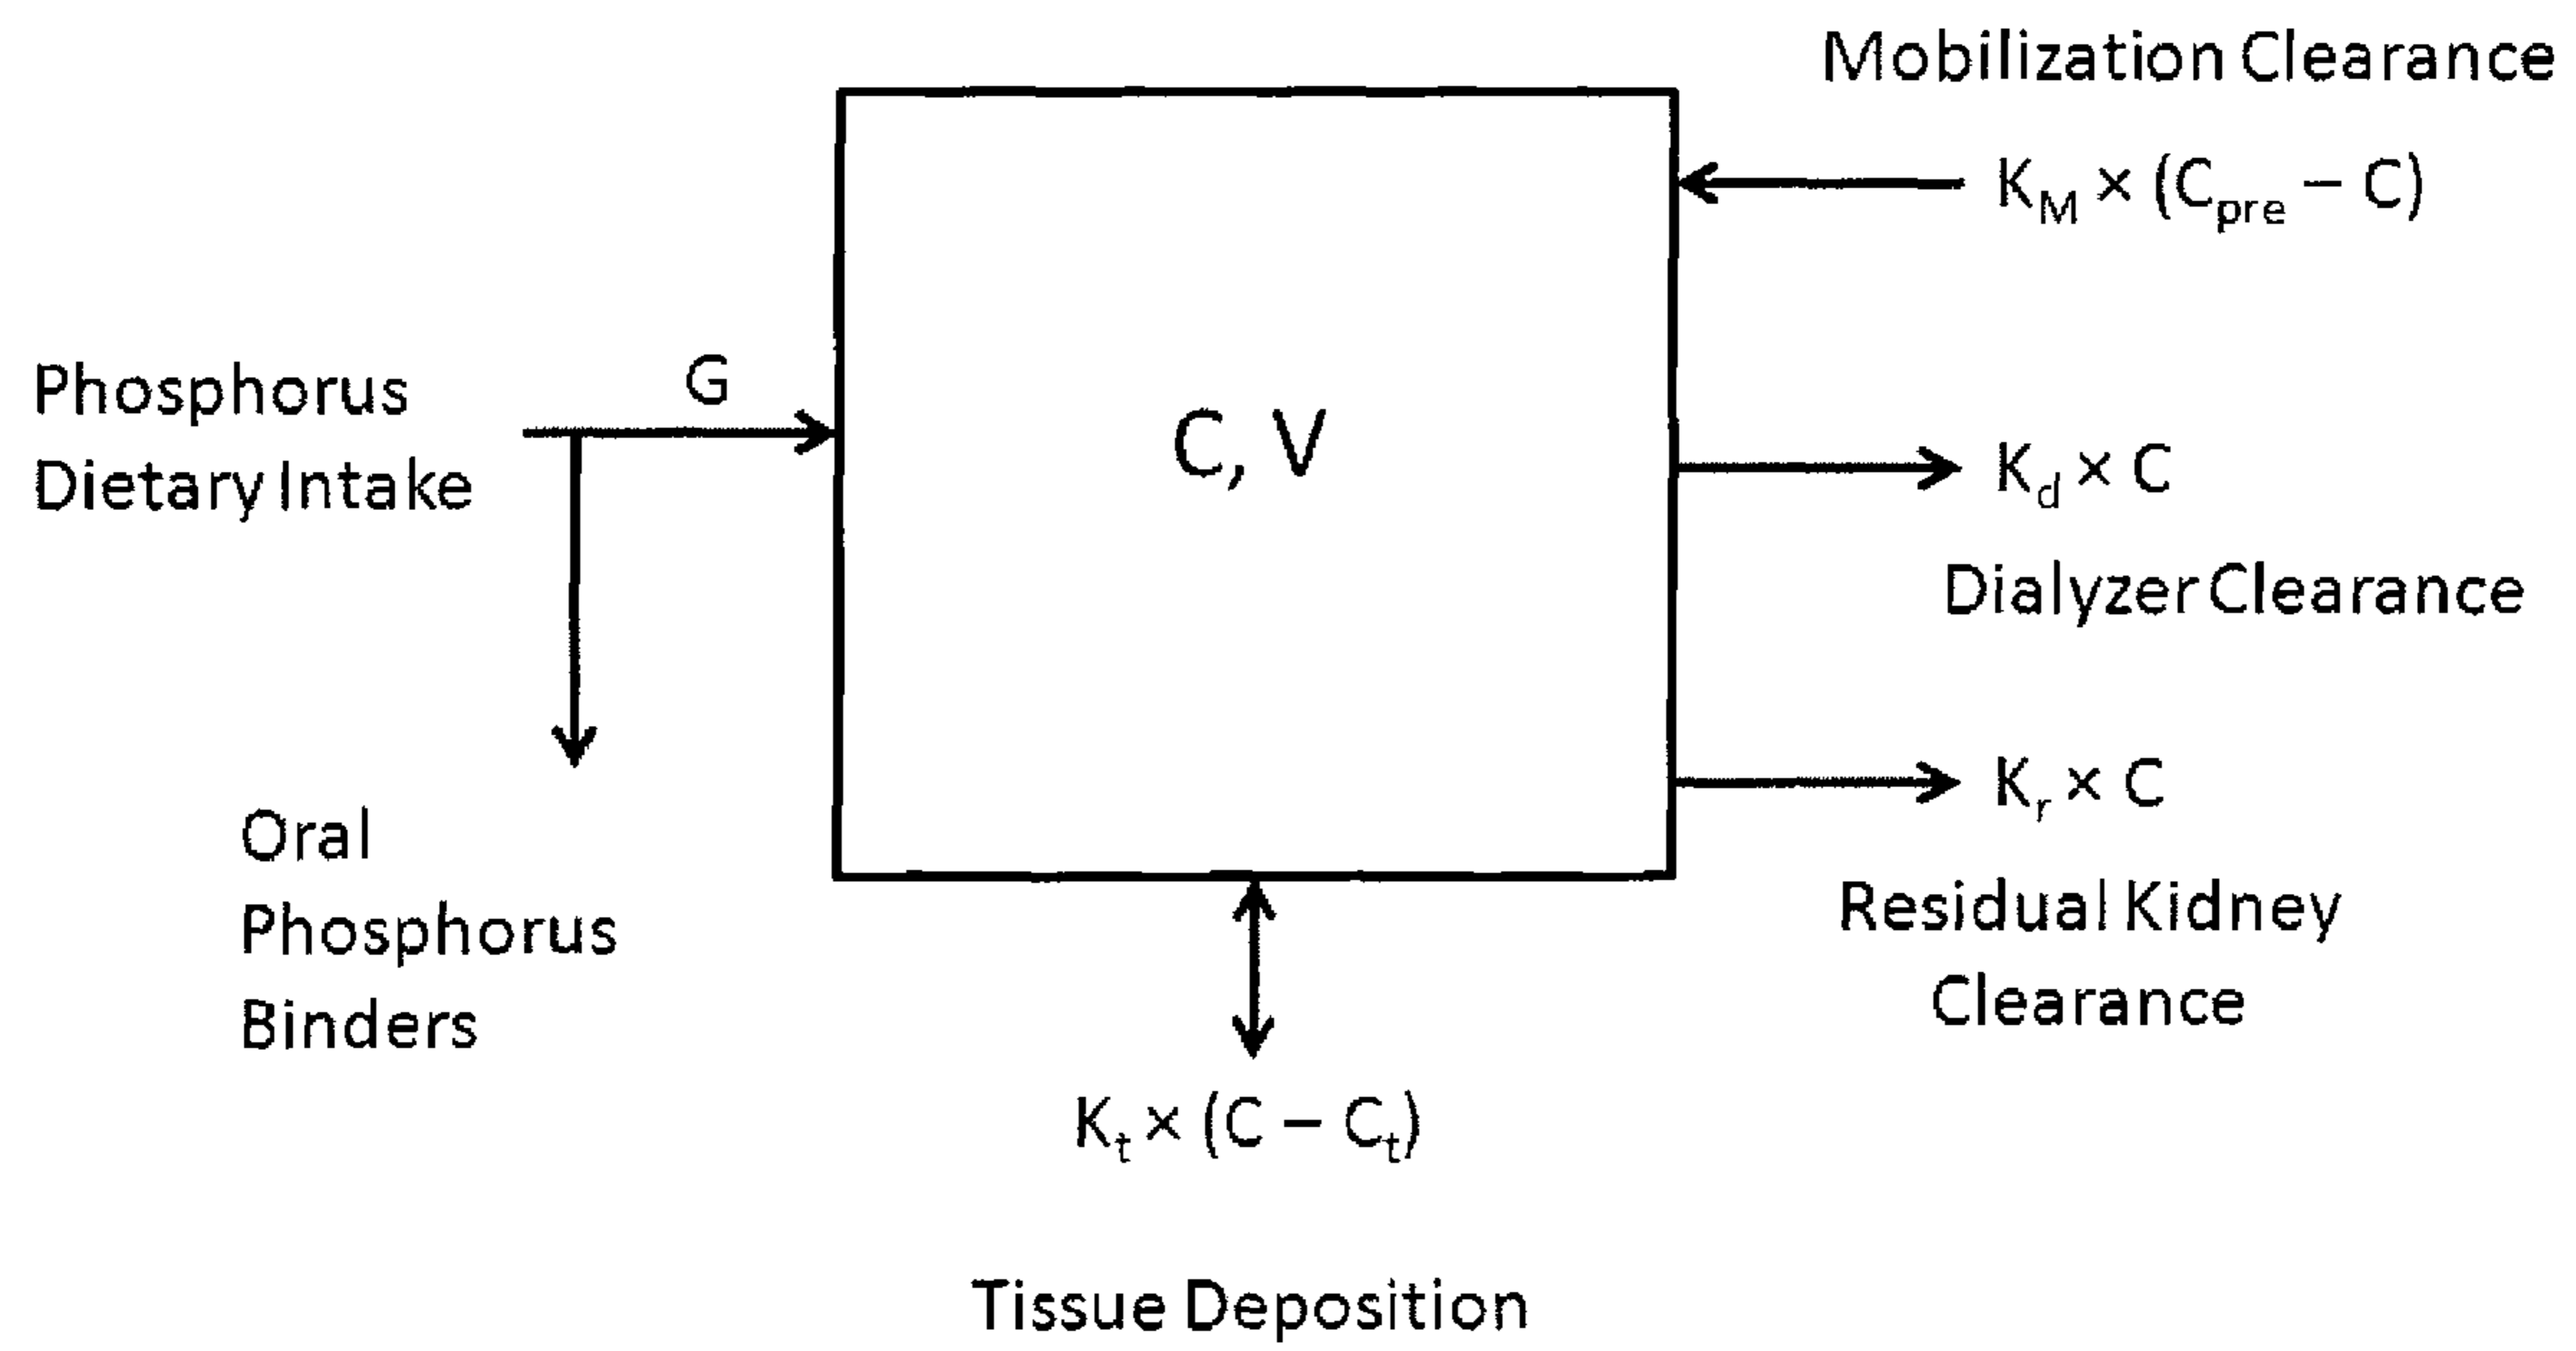 Mobilization Clearance
K_M × (C_pre – C)
Phosphorus
Dietary Intake
G
C, V
K_d × C
Dialyzer Clearance
Oral
Phosphorus
Binders
K_r × C
Residual Kidney
Clearance
K_t × (C – C_t)
Tissue Deposition